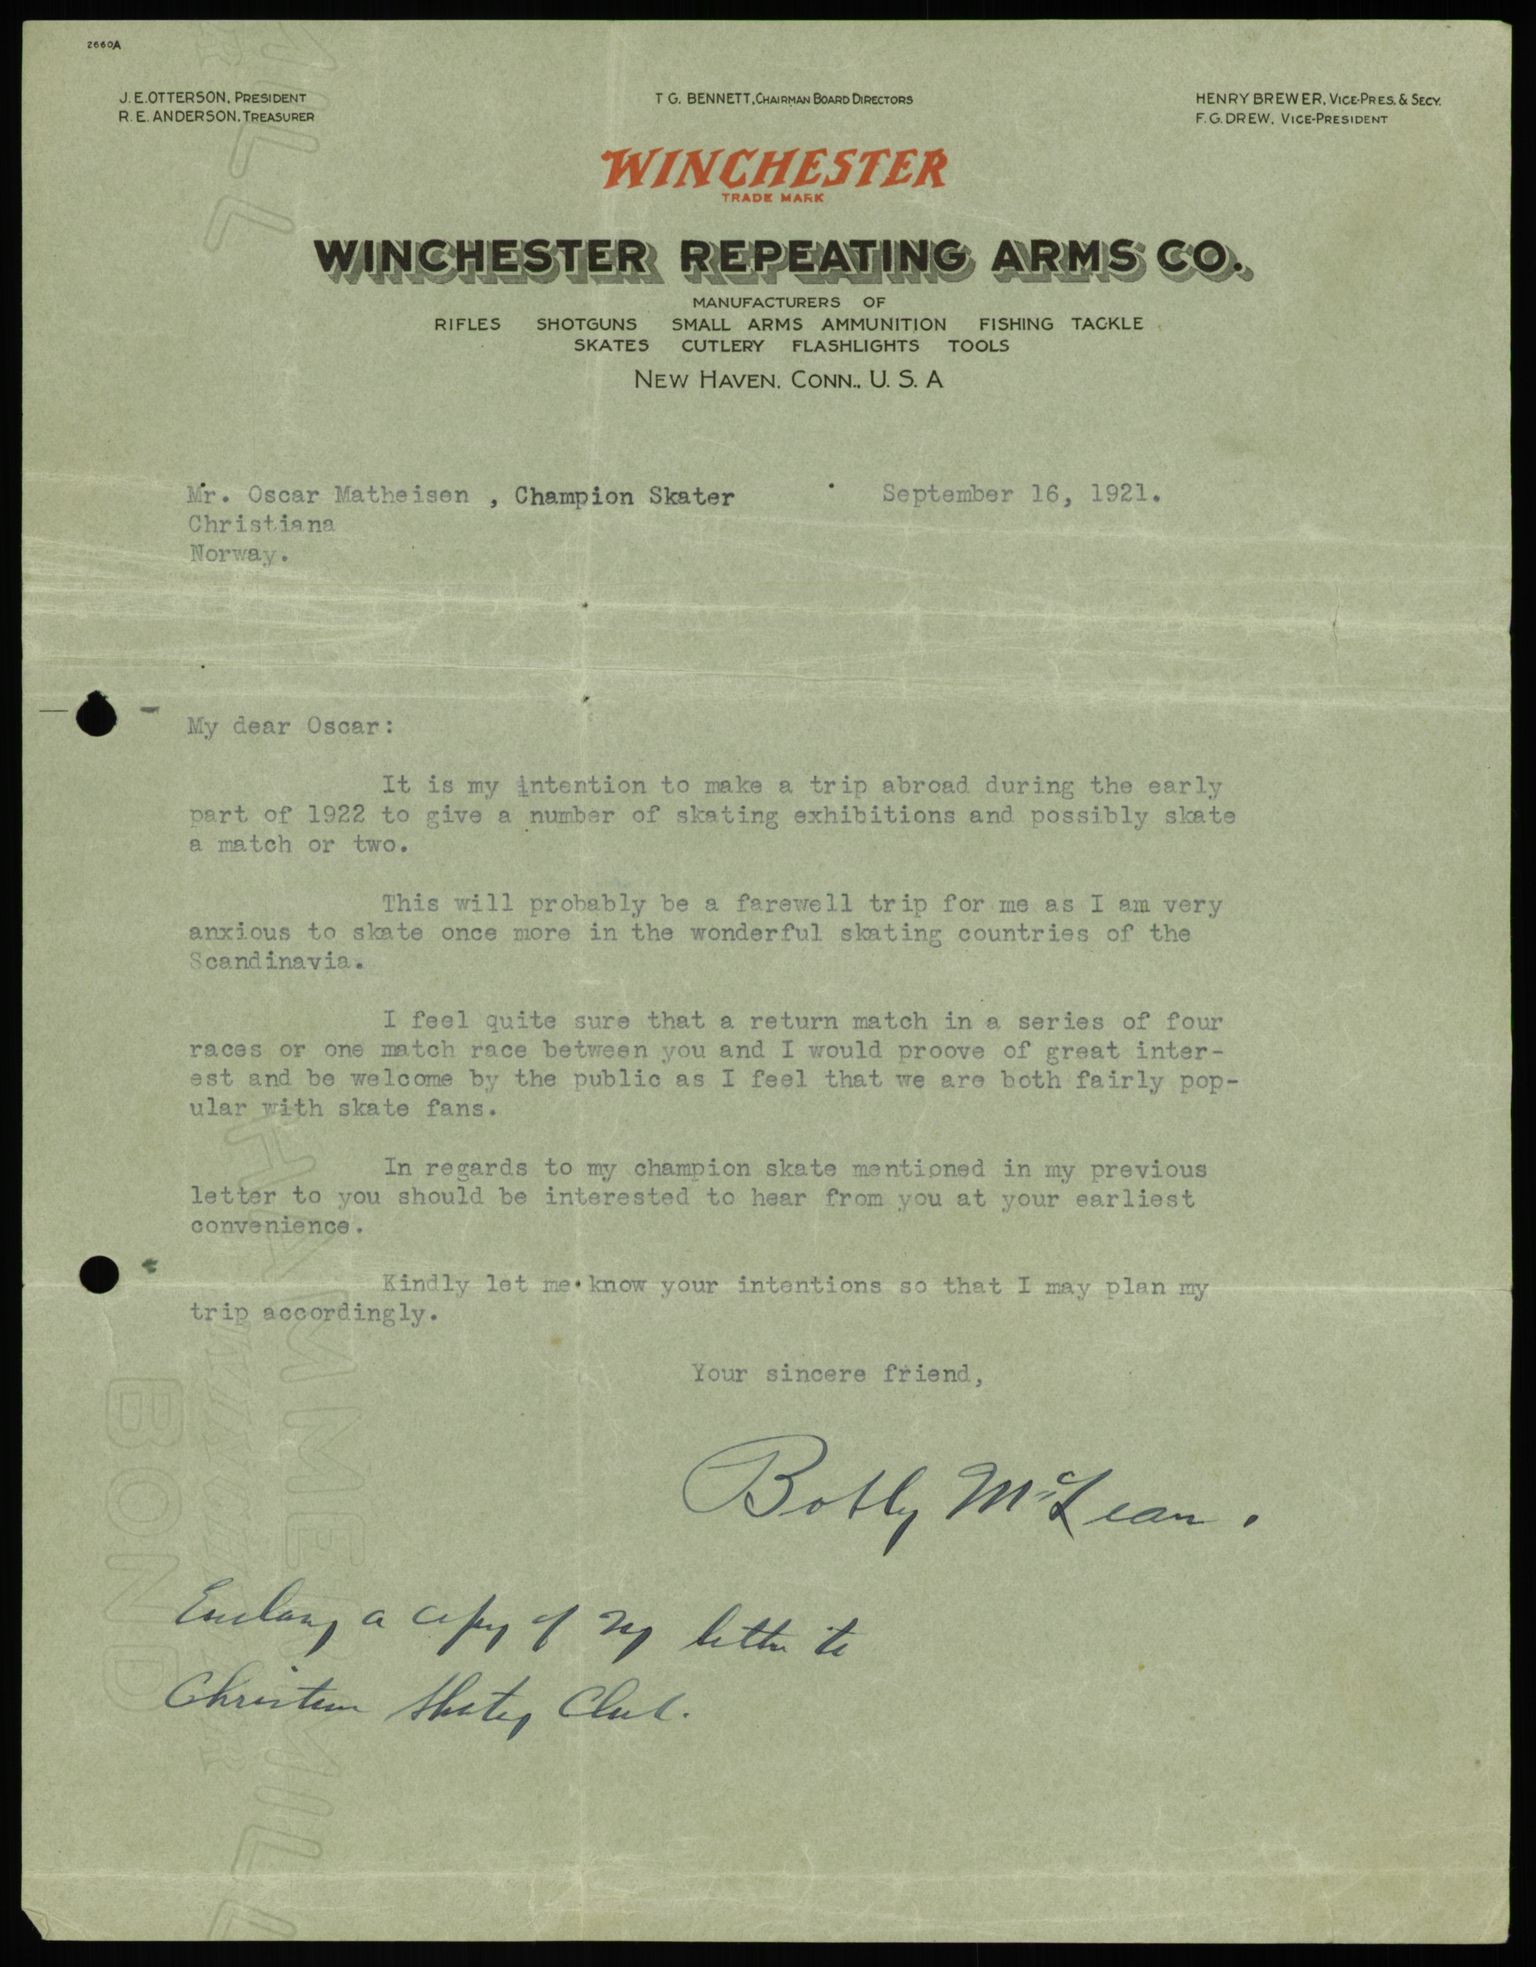 2660A
J. E. OTTERSON, PRESIDENT
R. E. ANDERSON, TREASURER
T G. BENNETT, CHAIRMAN BOARD DIRECTORS
HENRY BREWER, VICE-PRES. & SECY.
F. G. DREW, VICE-PRESIDENT
WINCHESTER
TRADE MARK
WINCHESTER REPEATING ARMS CO.
MANUFACTURERS OF
RIFLES SHOTGUNS SMALL ARMS AMMUNITION FISHING TACKLE
SKATES CUTLERY FLASHLIGHTS TOOLS
NEW HAVEN, CONN., U. S. A
Mr. Oscar Matheisen , Champion Skater September 16, 1921.
Christiana
Norway.
My dear Oscar:
It is my intention to make a trip abroad during the early
part of 1922 to give a number of skating exhibitions and possibly skate
a match or two.
This will probably be a farewell trip for me as I am very
anxious to skate once more in the wonderful skating countries of the
Scandinavia.
I feel quite sure that a return match in a series of four
races or one match race between you and I would proove of great inter-
est and be welcome by the public as I feel that we are both fairly pop-
ular with skate fans.
In regards to my champion skate mentioned in my previous
letter to you should be interested to hear from you at your earliest
convenience.
Kindly let me know your intentions so that I may plan my
trip accordingly.
Your sincere friend,
Bobby McLean.
a copy of my letter to
Club.
HAMMERMILL
BOND